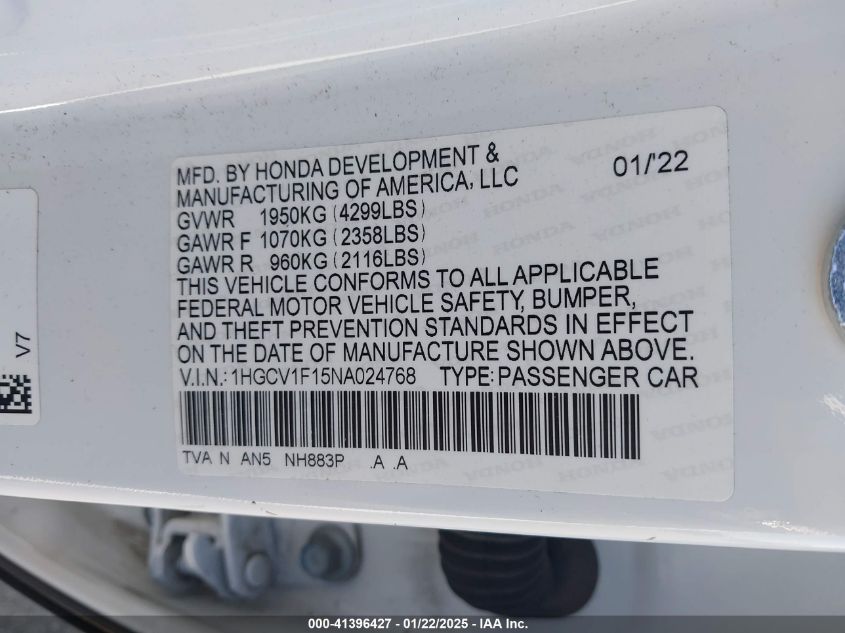 MFD. BY HONDA DEVELOPMENT &
MANUFACTURING OF AMERICA, LLC
01/'22
GVWR 1950KG (4299LBS)
GAWR F 1070KG (2358LBS)
GAWR R 960KG (2116LBS)
THIS VEHICLE CONFORMS TO ALL APPLICABLE
FEDERAL MOTOR VEHICLE SAFETY, BUMPER,
AND THEFT PREVENTION STANDARDS IN EFFECT
ON THE DATE OF MANUFACTURE SHOWN ABOVE.
V.I.N.: 1HGCV1F15NA024768 TYPE: PASSENGER CAR
TVA N AN5 NH883P .A .A
V7
000-41396427 - 01/22/2025 - IAAI Inc.